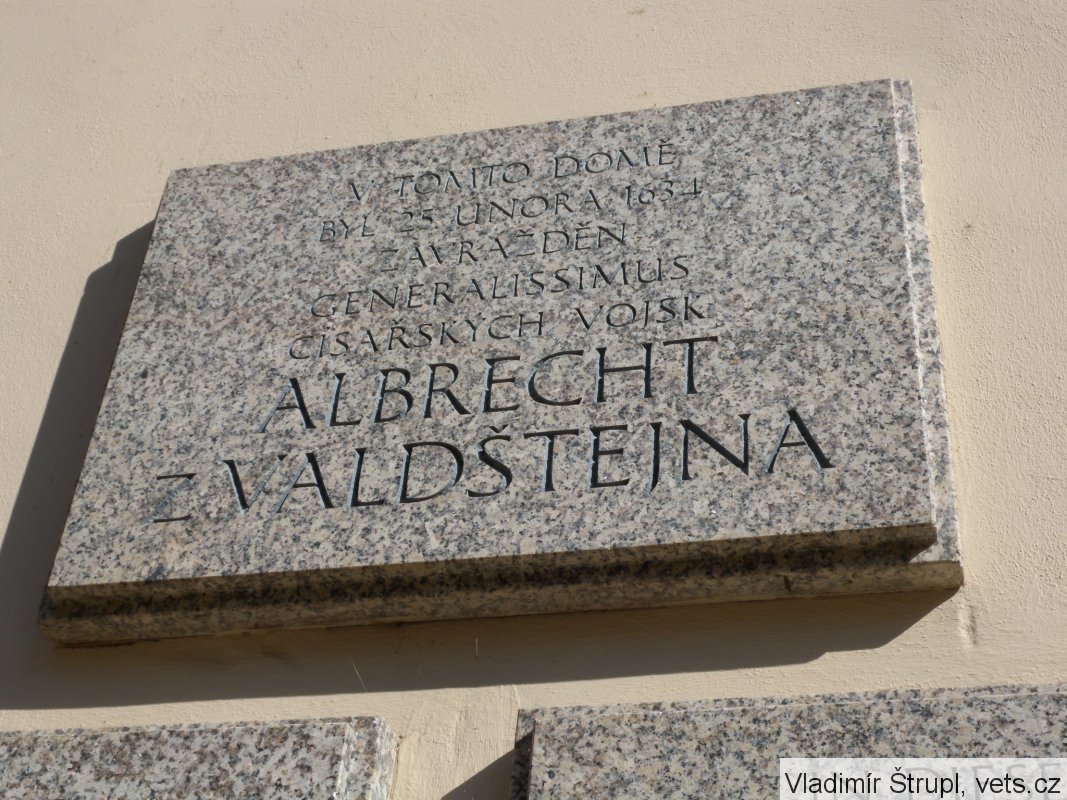 V TOMTO DOMĚ
BYL 25. ÚNORA 1634
ZAVRAŽDĚN
GENERALISSIMUS
CÍSAŘSKÝCH VOJSK
ALBRECHT
Z VALDŠTEJNA
Vladimír Štrupl, vets.cz